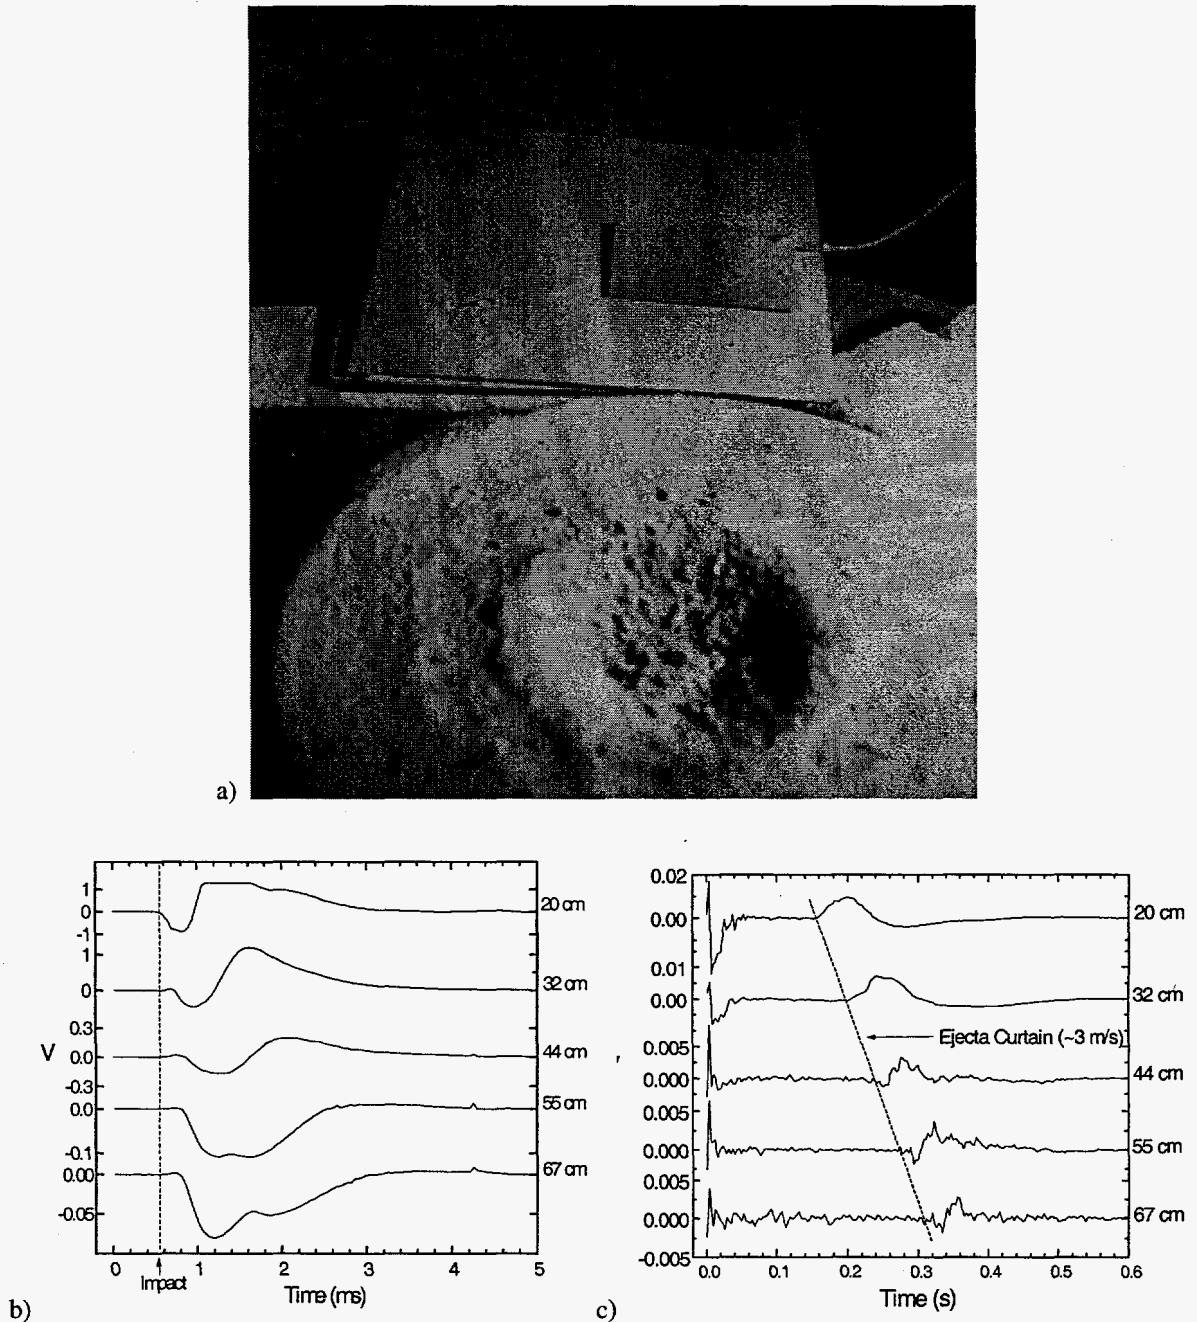 a)
1
0
-1
1
0
0.3
0.0
-0.3
0.0
-0.1
0.00
-0.05
V
20 cm
32 cm
44 cm
55 cm
67 cm
0 1 2 3 4 5
Impact
Time (ms)
b)
0.02
0.00
0.01
0.00
0.005
0.000
0.005
0.000
0.005
0.000
-0.005
20 cm
32 cm
Ejecta Curtain (~3 m/s)
44 cm
55 cm
67 cm
0.0 0.1 0.2 0.3 0.4 0.5 0.6
Time (s)
c)